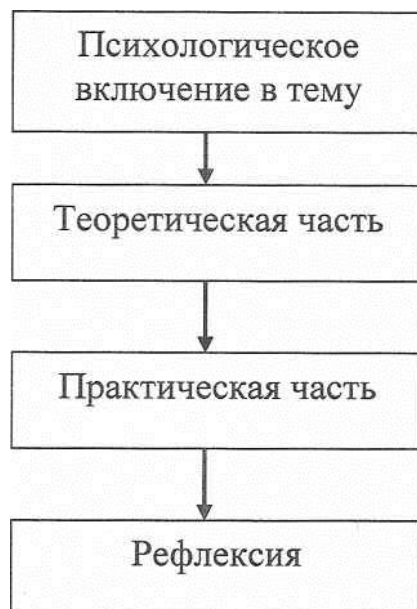 Психологическое
включение в тему
Теоретическая часть
Практическая часть
Рефлексия